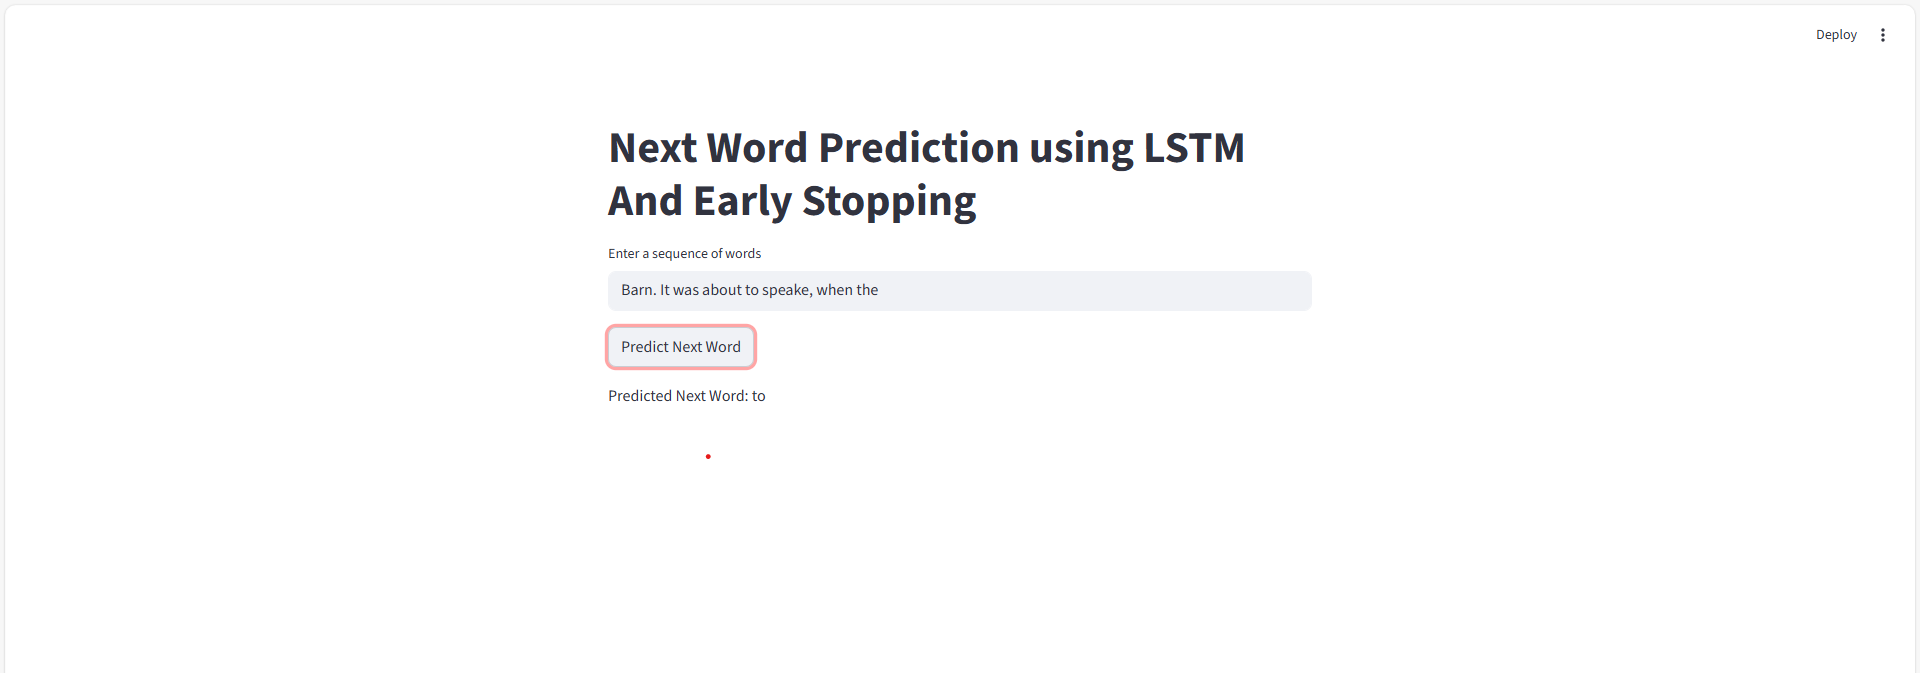 Deploy
Next Word Prediction using LSTM
And Early Stopping
Enter a sequence of words
Barn. It was about to speake, when the
Predict Next Word
Predicted Next Word: to